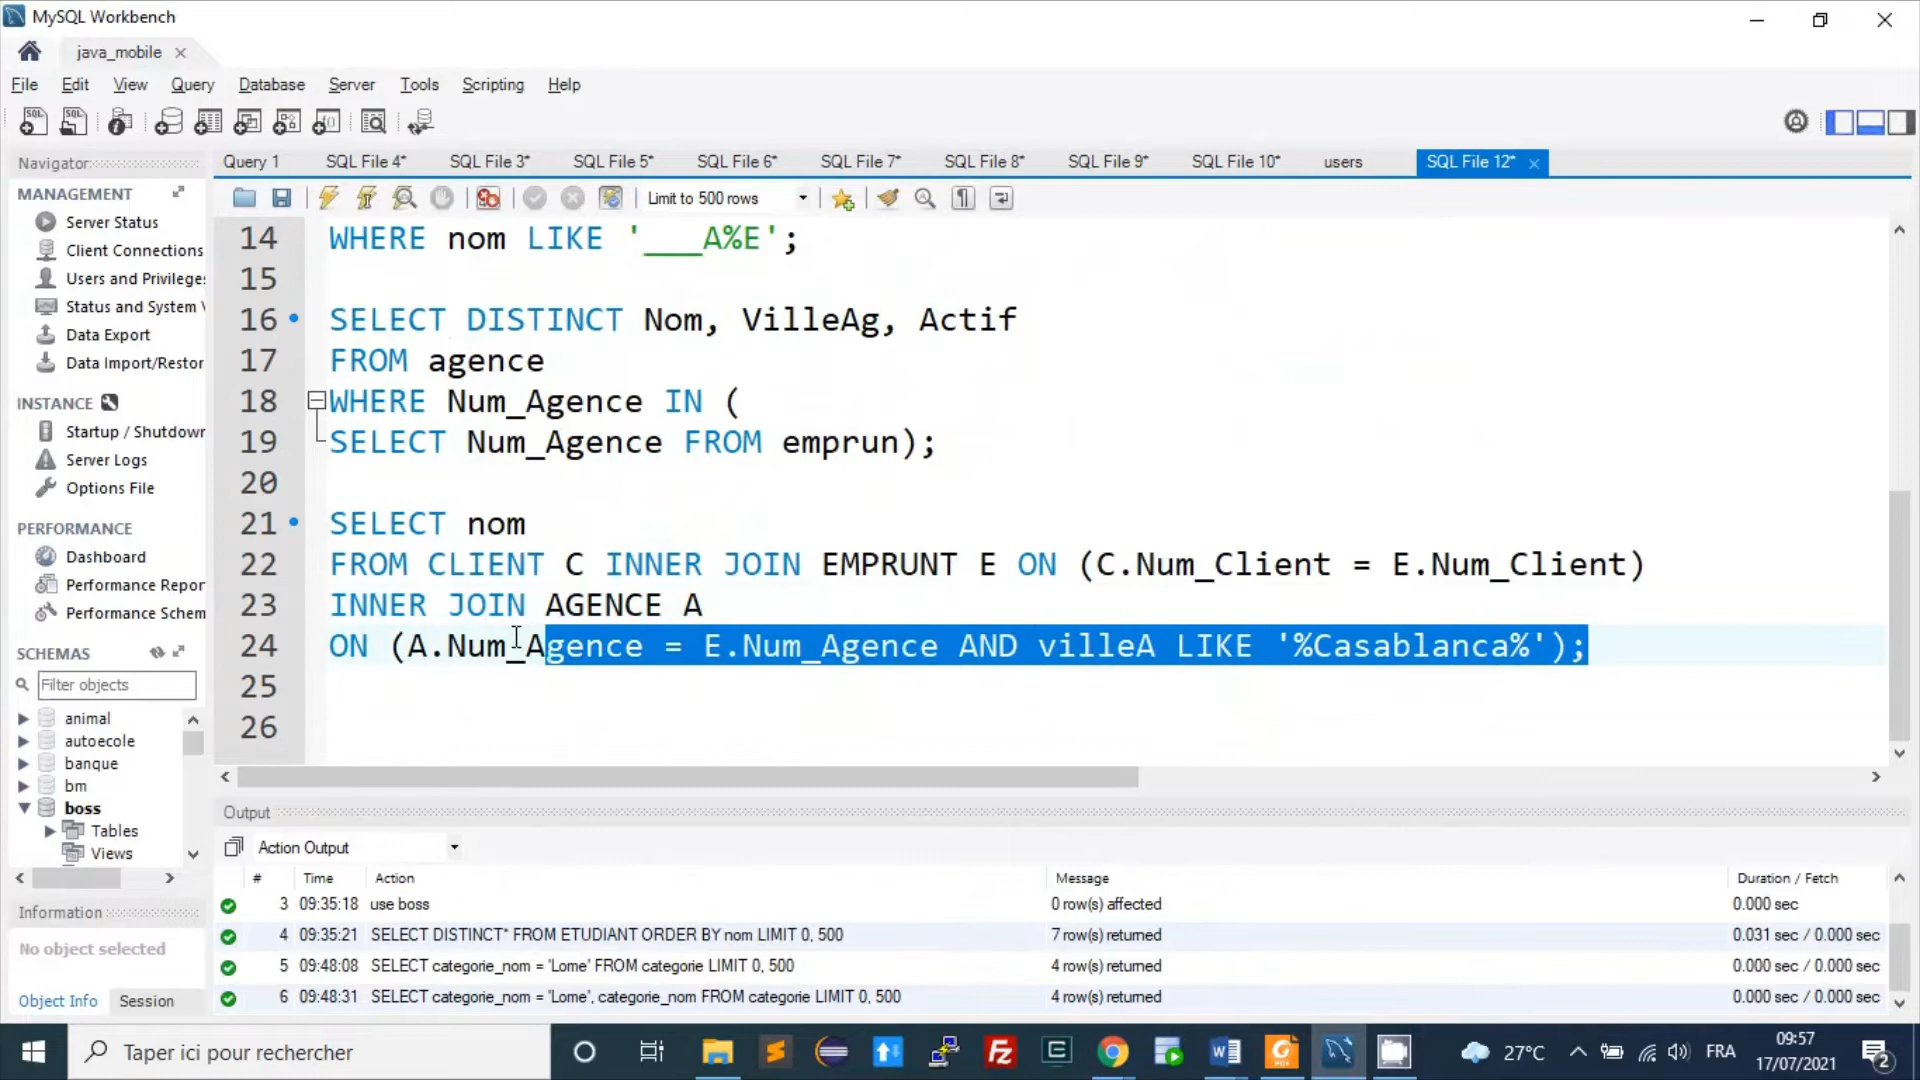 MySQL Workbench
java_mobile
File Edit View Query Database Server Tools Scripting Help
Navigator
Query 1 SQL File 4* SQL File 3* SQL File 5* SQL File 6* SQL File 7* SQL File 8* SQL File 9* SQL File 10* users SQL File 12*
Limit to 500 rows
MANAGEMENT
Server Status
Client Connections
Users and Privileges
Status and System V
Data Export
Data Import/Restor
INSTANCE
Startup / Shutdown
Server Logs
Options File
PERFORMANCE
Dashboard
Performance Repor
Performance Schem
SCHEMAS
Filter objects
animal
autoecole
banque
bm
boss
Tables
Views
Information
No object selected
Object Info Session
14 WHERE nom LIKE '___A%E';
15
16 SELECT DISTINCT Nom, VilleAg, Actif
17 FROM agence
18 WHERE Num_Agence IN (
19 SELECT Num_Agence FROM emprun);
20
21 SELECT nom
22 FROM CLIENT C INNER JOIN EMPRUNT E ON (C.Num_Client = E.Num_Client)
23 INNER JOIN AGENCE A
24 ON (A.Num_Agence = E.Num_Agence AND villeA LIKE '%Casablanca%');
25
26
Output
Action Output
# Time Action Message Duration / Fetch
3 09:35:18 use boss 0 row(s) affected 0.000 sec
4 09:35:21 SELECT DISTINCT* FROM ETUDIANT ORDER BY nom LIMIT 0, 500 7 row(s) returned 0.031 sec / 0.000 sec
5 09:48:08 SELECT categorie_nom = 'Lome' FROM categorie LIMIT 0, 500 4 row(s) returned 0.000 sec / 0.000 sec
6 09:48:31 SELECT categorie_nom = 'Lome', categorie_nom FROM categorie LIMIT 0, 500 4 row(s) returned 0.000 sec / 0.000 sec
Taper ici pour rechercher
27°C FRA 09:57
17/07/2021
2